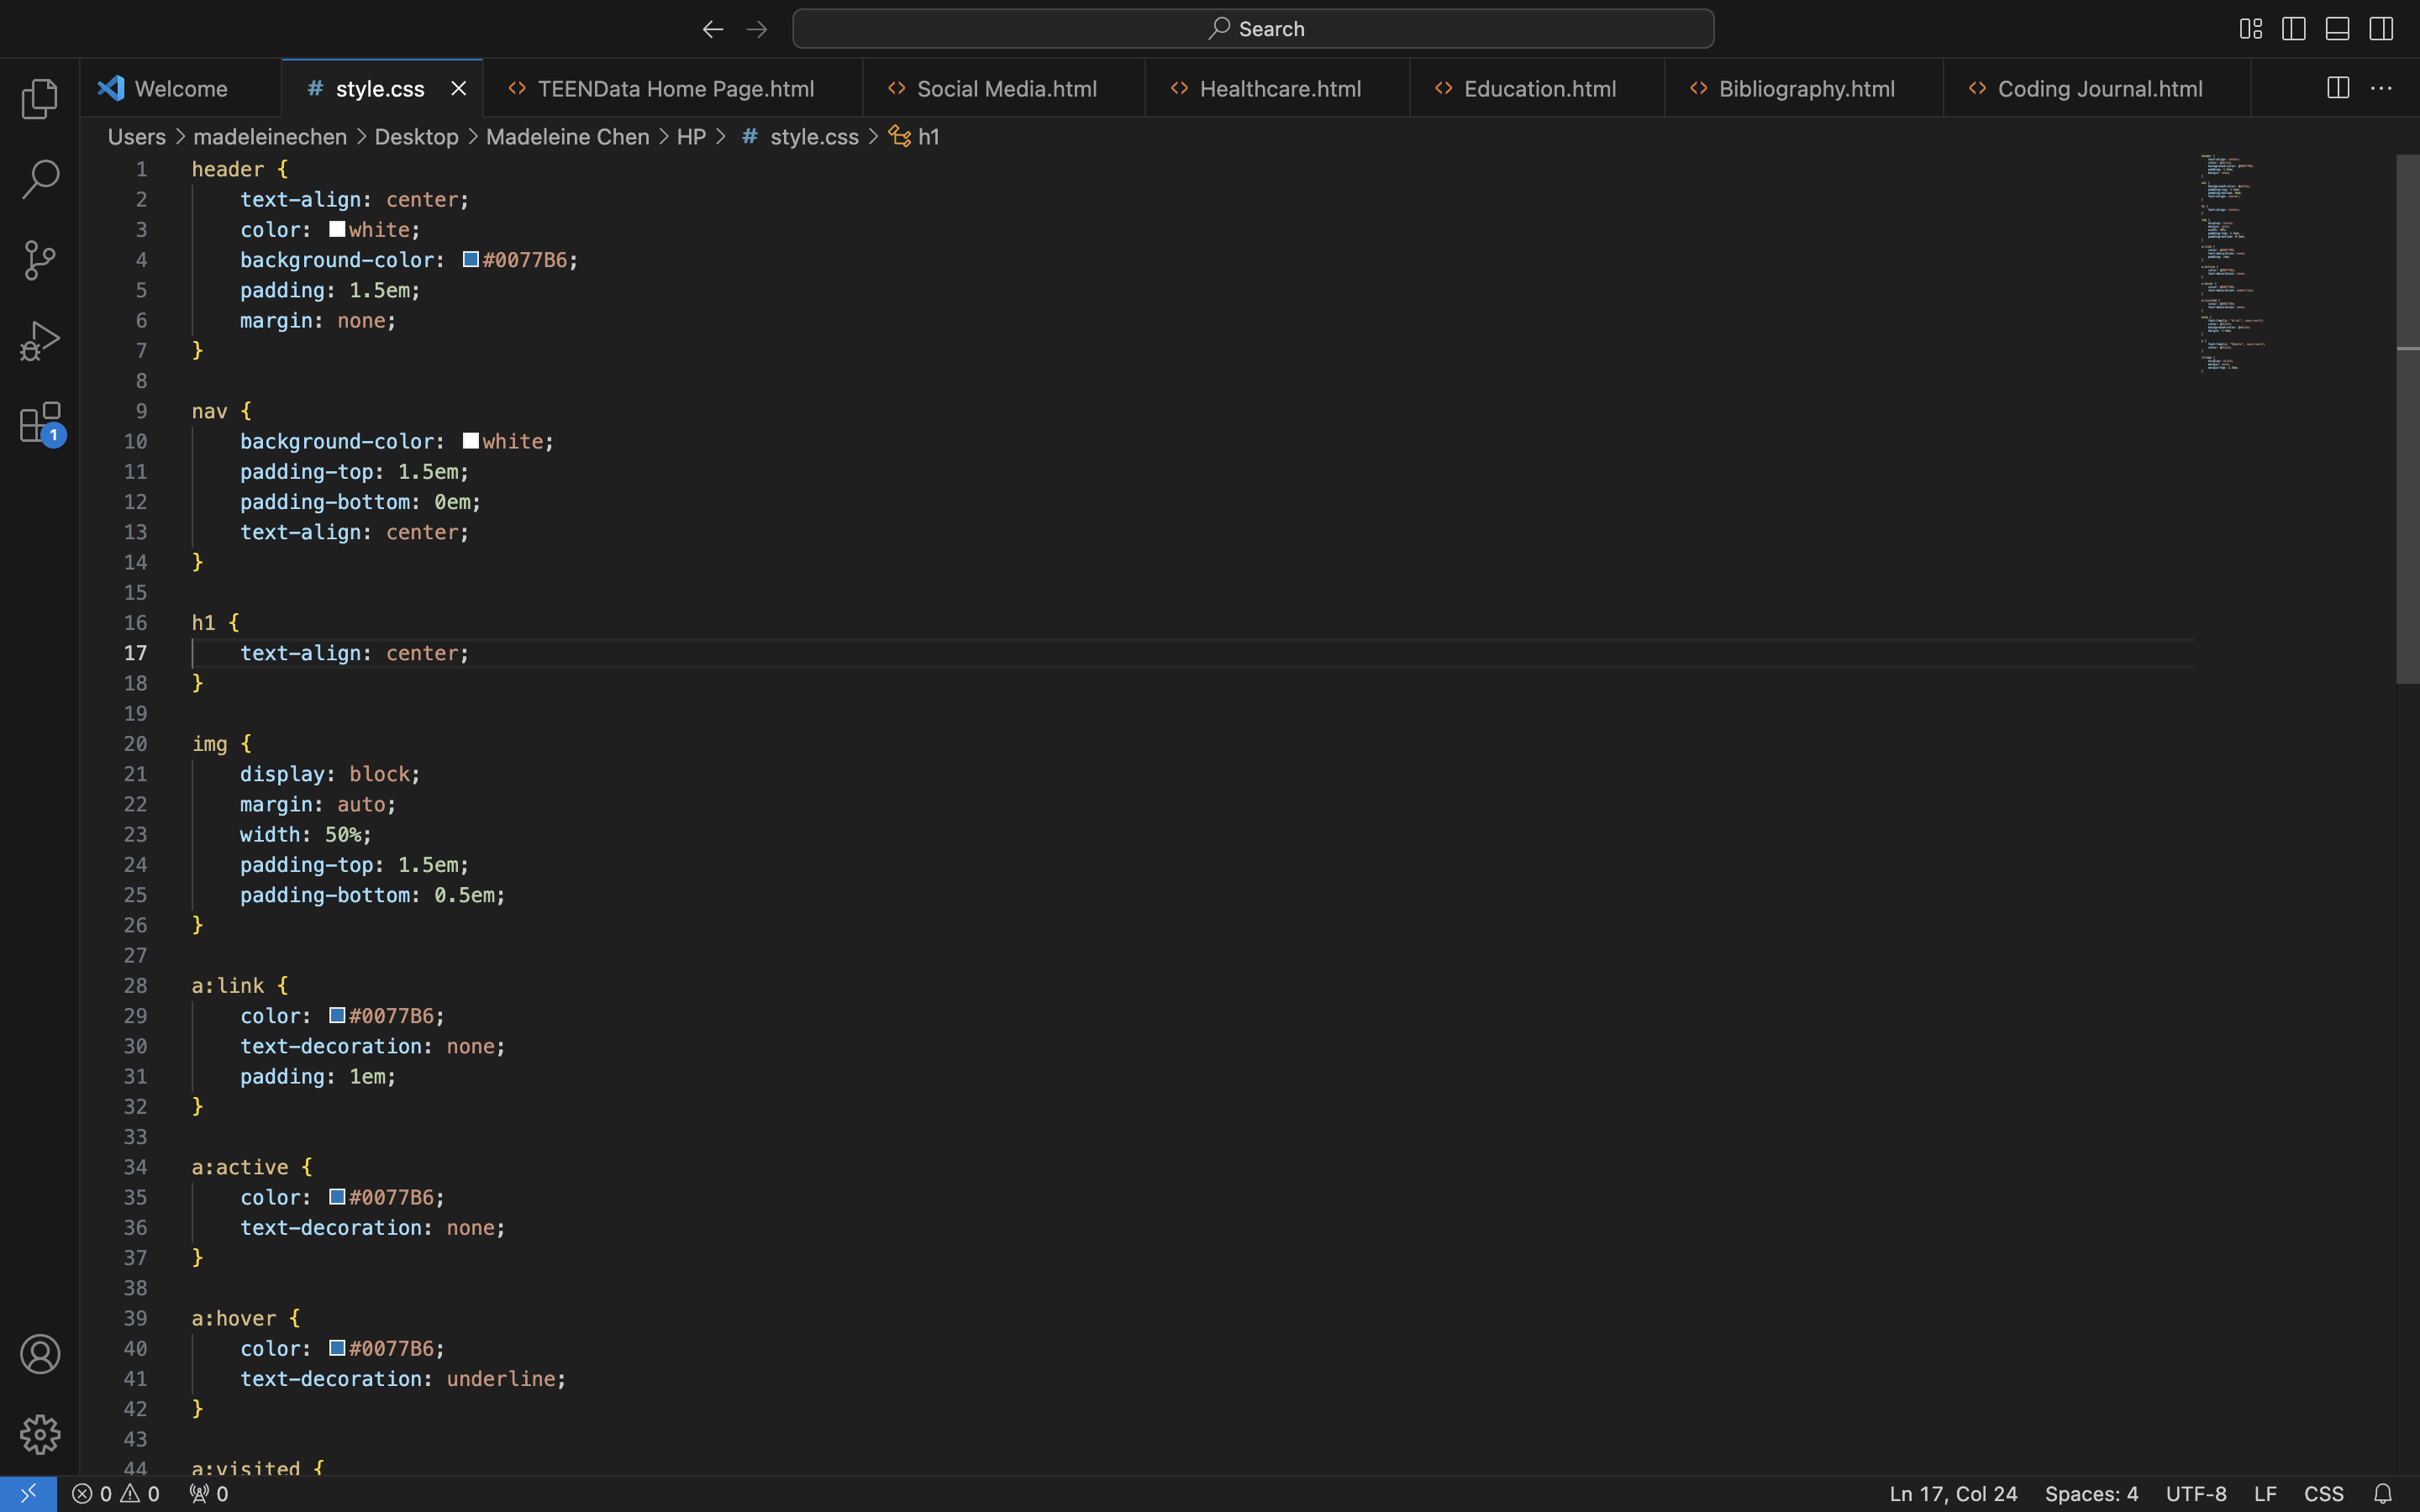 Search
Welcome
# style.css
<> TEENData Home Page.html
<> Social Media.html
<> Healthcare.html
<> Education.html
<> Bibliography.html
<> Coding Journal.html
Users > madeleinechen > Desktop > Madeleine Chen > HP > # style.css > h1
1 header {
2 text-align: center;
3 color: white;
4 background-color: #0077B6;
5 padding: 1.5em;
6 margin: none;
7 }
8
9 nav {
10 background-color: white;
11 padding-top: 1.5em;
12 padding-bottom: 0em;
13 text-align: center;
14 }
15
16 h1 {
17 text-align: center;
18 }
19
20 img {
21 display: block;
22 margin: auto;
23 width: 50%;
24 padding-top: 1.5em;
25 padding-bottom: 0.5em;
26 }
27
28 a:link {
29 color: #0077B6;
30 text-decoration: none;
31 padding: 1em;
32 }
33
34 a:active {
35 color: #0077B6;
36 text-decoration: none;
37 }
38
39 a:hover {
40 color: #0077B6;
41 text-decoration: underline;
42 }
43
44 a:visited {
1
0 0 0
Ln 17, Col 24 Spaces: 4 UTF-8 LF CSS